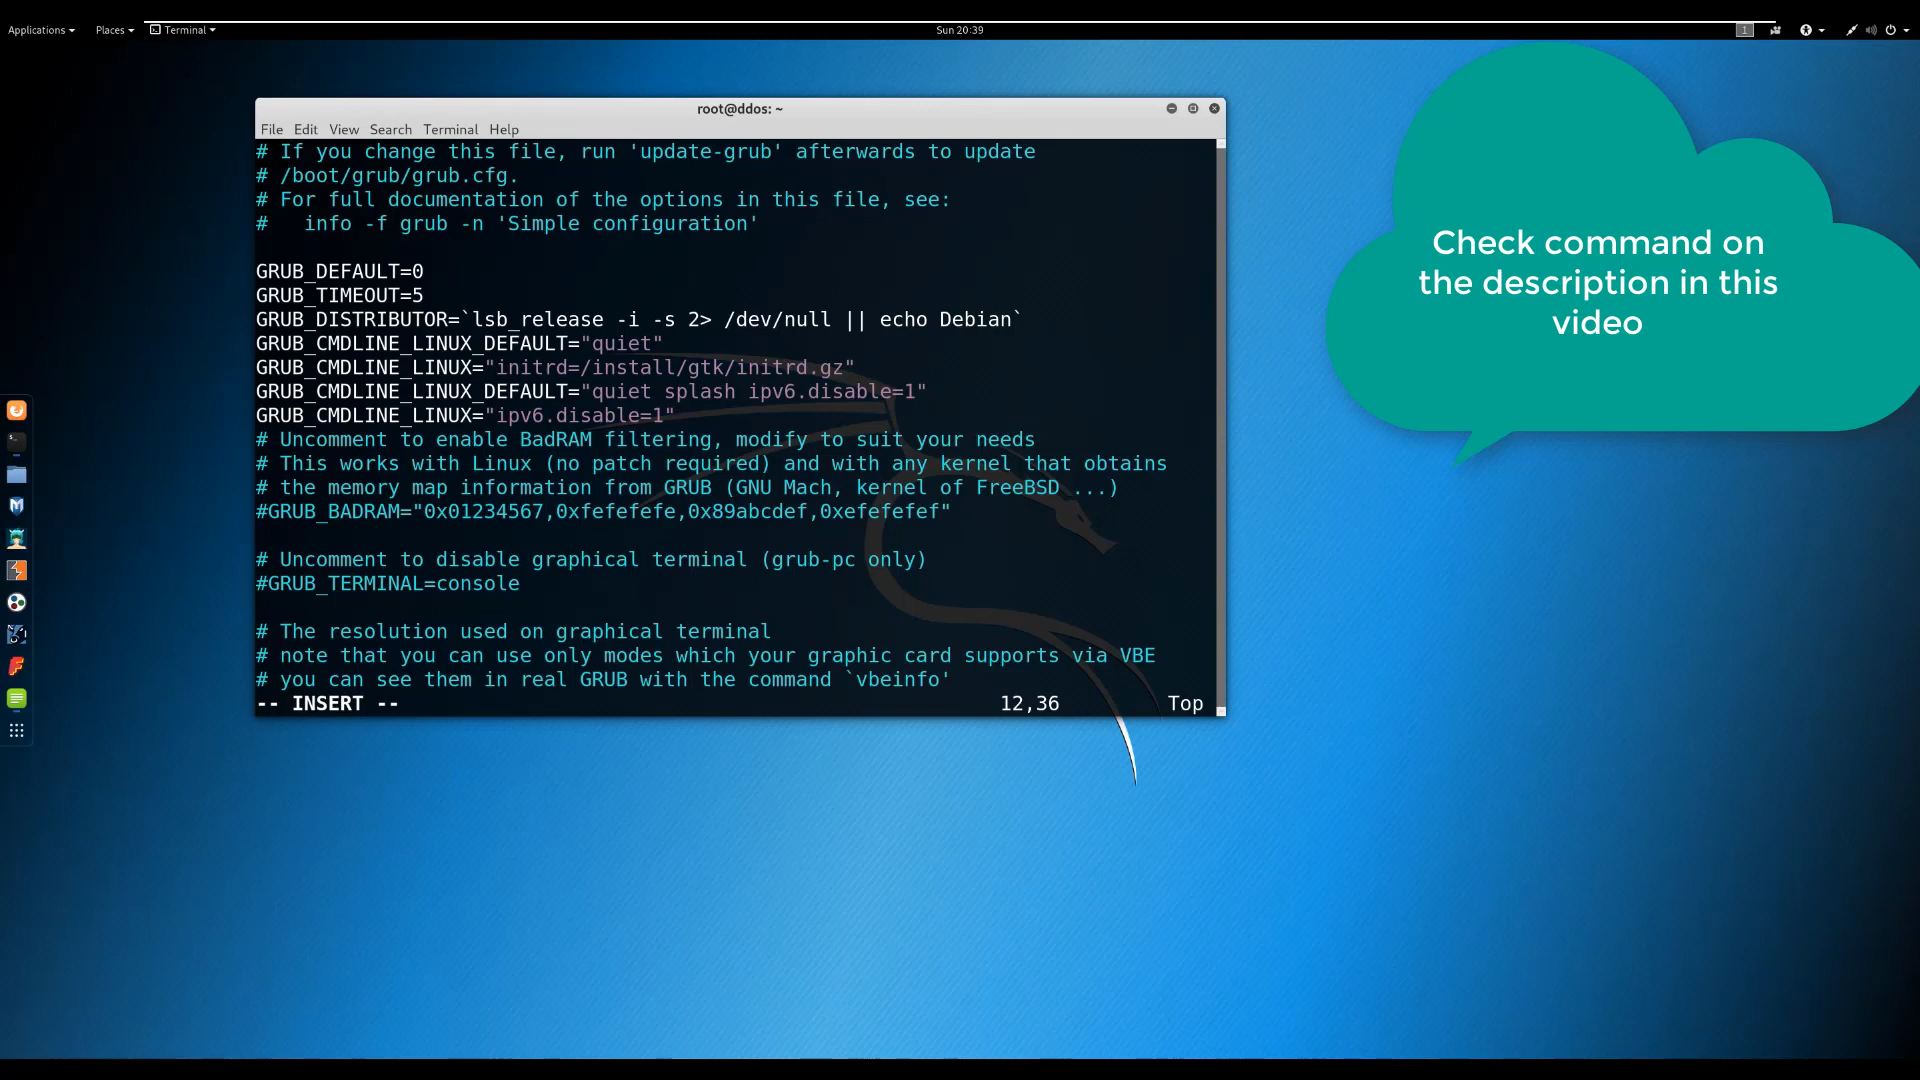 Applications
Places
Terminal
Sun 20:39
1
root@ddos: ~
File Edit View Search Terminal Help
# If you change this file, run 'update-grub' afterwards to update
# /boot/grub/grub.cfg.
# For full documentation of the options in this file, see:
#   info -f grub -n 'Simple configuration'
GRUB_DEFAULT=0
GRUB_TIMEOUT=5
GRUB_DISTRIBUTOR=`lsb_release -i -s 2> /dev/null || echo Debian`
GRUB_CMDLINE_LINUX_DEFAULT="quiet"
GRUB_CMDLINE_LINUX="initrd=/install/gtk/initrd.gz"
GRUB_CMDLINE_LINUX_DEFAULT="quiet splash ipv6.disable=1"
GRUB_CMDLINE_LINUX="ipv6.disable=1"
# Uncomment to enable BadRAM filtering, modify to suit your needs
# This works with Linux (no patch required) and with any kernel that obtains
# the memory map information from GRUB (GNU Mach, kernel of FreeBSD ...)
#GRUB_BADRAM="0x01234567,0xfefefefe,0x89abcdef,0xefefefef"
# Uncomment to disable graphical terminal (grub-pc only)
#GRUB_TERMINAL=console
# The resolution used on graphical terminal
# note that you can use only modes which your graphic card supports via VBE
# you can see them in real GRUB with the command `vbeinfo'
-- INSERT -- 12,36 Top
Check command on
the description in this
video